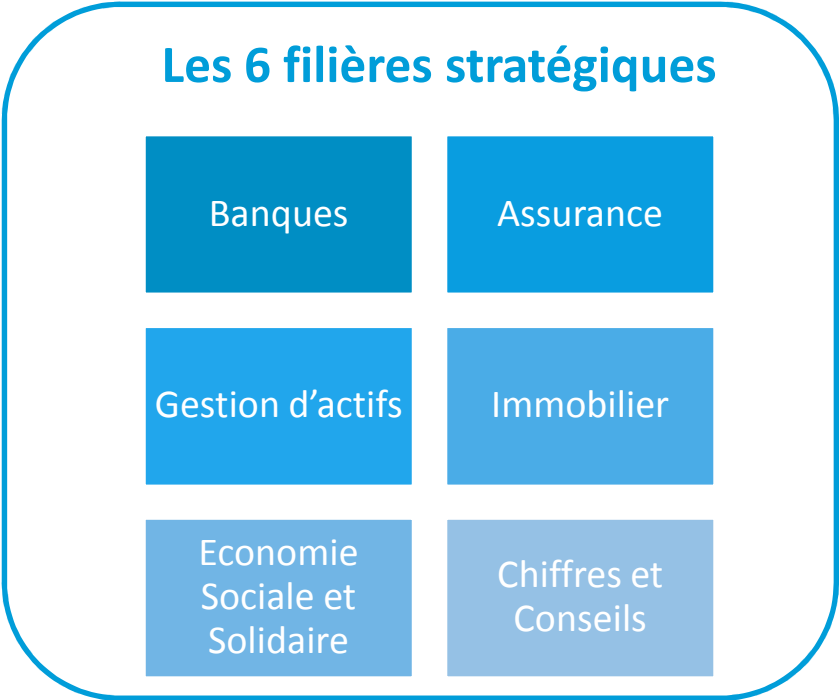 Les 6 filières stratégiques
Banques
Assurance
Gestion d’actifs
Immobilier
Economie
Sociale et
Solidaire
Chiffres et
Conseils